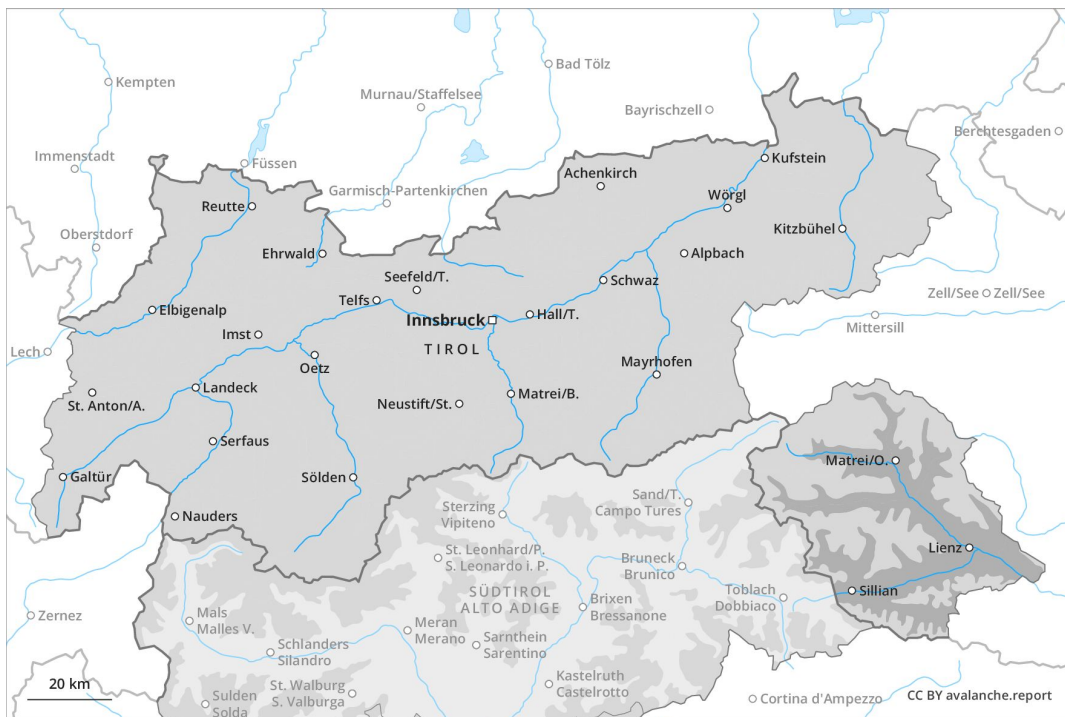 Kempten
Bad Tölz
Murnau/Staffelsee
Bayrischzell
Berchtesgaden
Immenstadt
Füssen
Kufstein
Achenkirch
Garmisch-Partenkirchen
Reutte
Wörgl
Oberstdorf
Kitzbühel
Ehrwald
Alpbach
Seefeld/T.
Schwaz
Telfs
Zell/See
Zell/See
Elbigenalp
Innsbruck
Hall/T.
Mittersill
Imst
TIROL
Lech
Oetz
Mayrhofen
Landeck
St. Anton/A.
Neustift/St.
Matrei/B.
Serfaus
Matrei/O.
Galtür
Sölden
Sand/T.
Campo Tures
Nauders
Sterzing
Vipiteno
Lienz
St. Leonhard/P.
S. Leonardo i. P.
Bruneck
Brunico
SÜDTIROL
ALTO ADIGE
Sillian
Toblach
Dobbiaco
Brixen
Bressanone
Zernez
Mals
Malles V.
Meran
Merano
Sarnthein
Sarentino
Schlanders
Silandro
Kastelruth
Castelrotto
20 km
St. Walburg
S. Valburga
Sulden
Solda
Cortina d'Ampezzo
CC BY avalanche.report